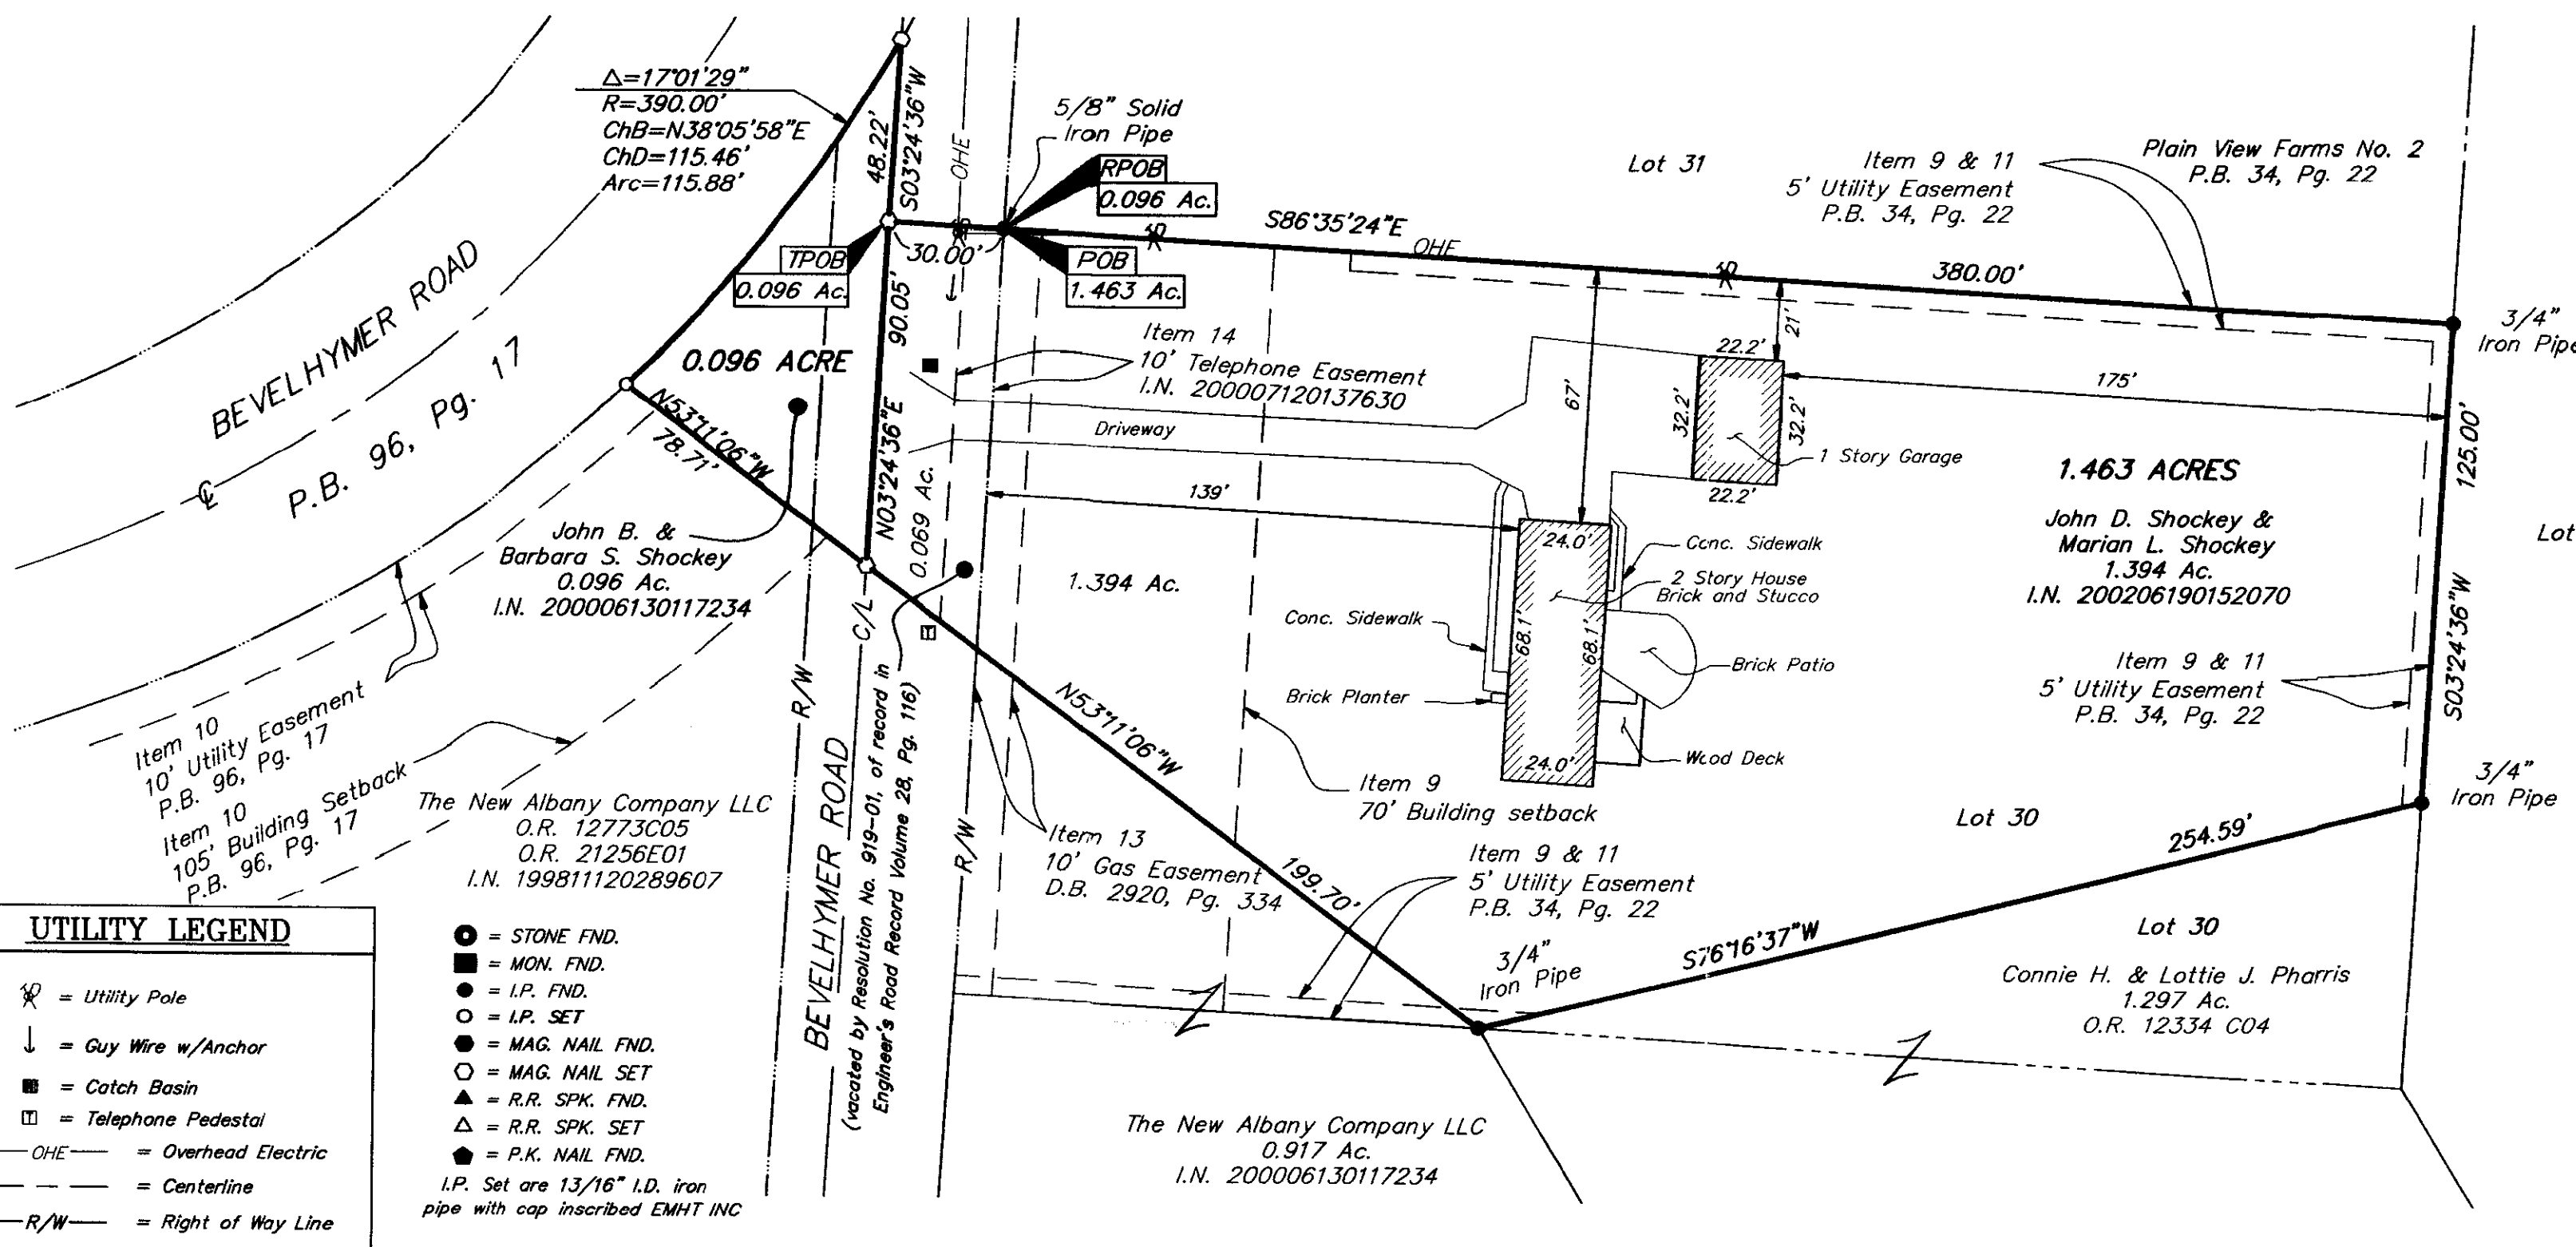 Δ=17°01'29"
R=390.00'
ChB=N38°05'58"E
ChD=115.46'
Arc=115.88'
48.22'
S03°24'36"W
OHE
5/8" Solid
Iron Pipe
RPOB
0.096 Ac.
Lot 31
Item 9 & 11
5' Utility Easement
P.B. 34, Pg. 22
Plain View Farms No. 2
P.B. 34, Pg. 22
S86°35'24"E
OHE
380.00'
3/4"
Iron Pipe
TPOB
0.096 Ac.
30.00'
POB
1.463 Ac.
BEVELHYMER ROAD
P.B. 96, Pg. 17
℄
0.096 ACRE
90.05'
N03°24'36"E
0.069 Ac.
Item 14
10' Telephone Easement
I.N. 200007120137630
Driveway
139'
67'
21'
22.2'
32.2'
32.2'
22.2'
1 Story Garage
175'
125.00'
S03°24'36"W
1.463 ACRES
John D. Shockey &
Marian L. Shockey
1.394 Ac.
I.N. 200206190152070
Lot
N53°11'06"W
78.71'
John B. &
Barbara S. Shockey
0.096 Ac.
I.N. 200006130117234
1.394 Ac.
24.0'
68.1'
68.1'
24.0'
Conc. Sidewalk
2 Story House
Brick and Stucco
Conc. Sidewalk
Brick Patio
Brick Planter
Wood Deck
Item 9 & 11
5' Utility Easement
P.B. 34, Pg. 22
3/4"
Iron Pipe
Item 10
10' Utility Easement
P.B. 96, Pg. 17
Item 10
105' Building Setback
P.B. 96, Pg. 17
The New Albany Company LLC
O.R. 12773C05
O.R. 21256E01
I.N. 199811120289607
R/W
C/L
R/W
BEVELHYMER ROAD
(vacated by Resolution No. 919-01, of record in
Engineer's Road Record Volume 28, Pg. 116)
N53°11'06"W
199.70'
Item 9
70' Building setback
Item 13
10' Gas Easement
D.B. 2920, Pg. 334
Item 9 & 11
5' Utility Easement
P.B. 34, Pg. 22
3/4"
Iron Pipe
Lot 30
254.59'
S76°16'37"W
Lot 30
Connie H. & Lottie J. Pharris
1.297 Ac.
O.R. 12334 C04
The New Albany Company LLC
0.917 Ac.
I.N. 200006130117234
UTILITY LEGEND
= Utility Pole
= Guy Wire w/Anchor
= Catch Basin
T = Telephone Pedestal
OHE = Overhead Electric
= Centerline
R/W = Right of Way Line
= STONE FND.
= MON. FND.
= I.P. FND.
= I.P. SET
= MAG. NAIL FND.
= MAG. NAIL SET
= R.R. SPK. FND.
= R.R. SPK. SET
= P.K. NAIL FND.
I.P. Set are 13/16" I.D. iron
pipe with cap inscribed EMHT INC